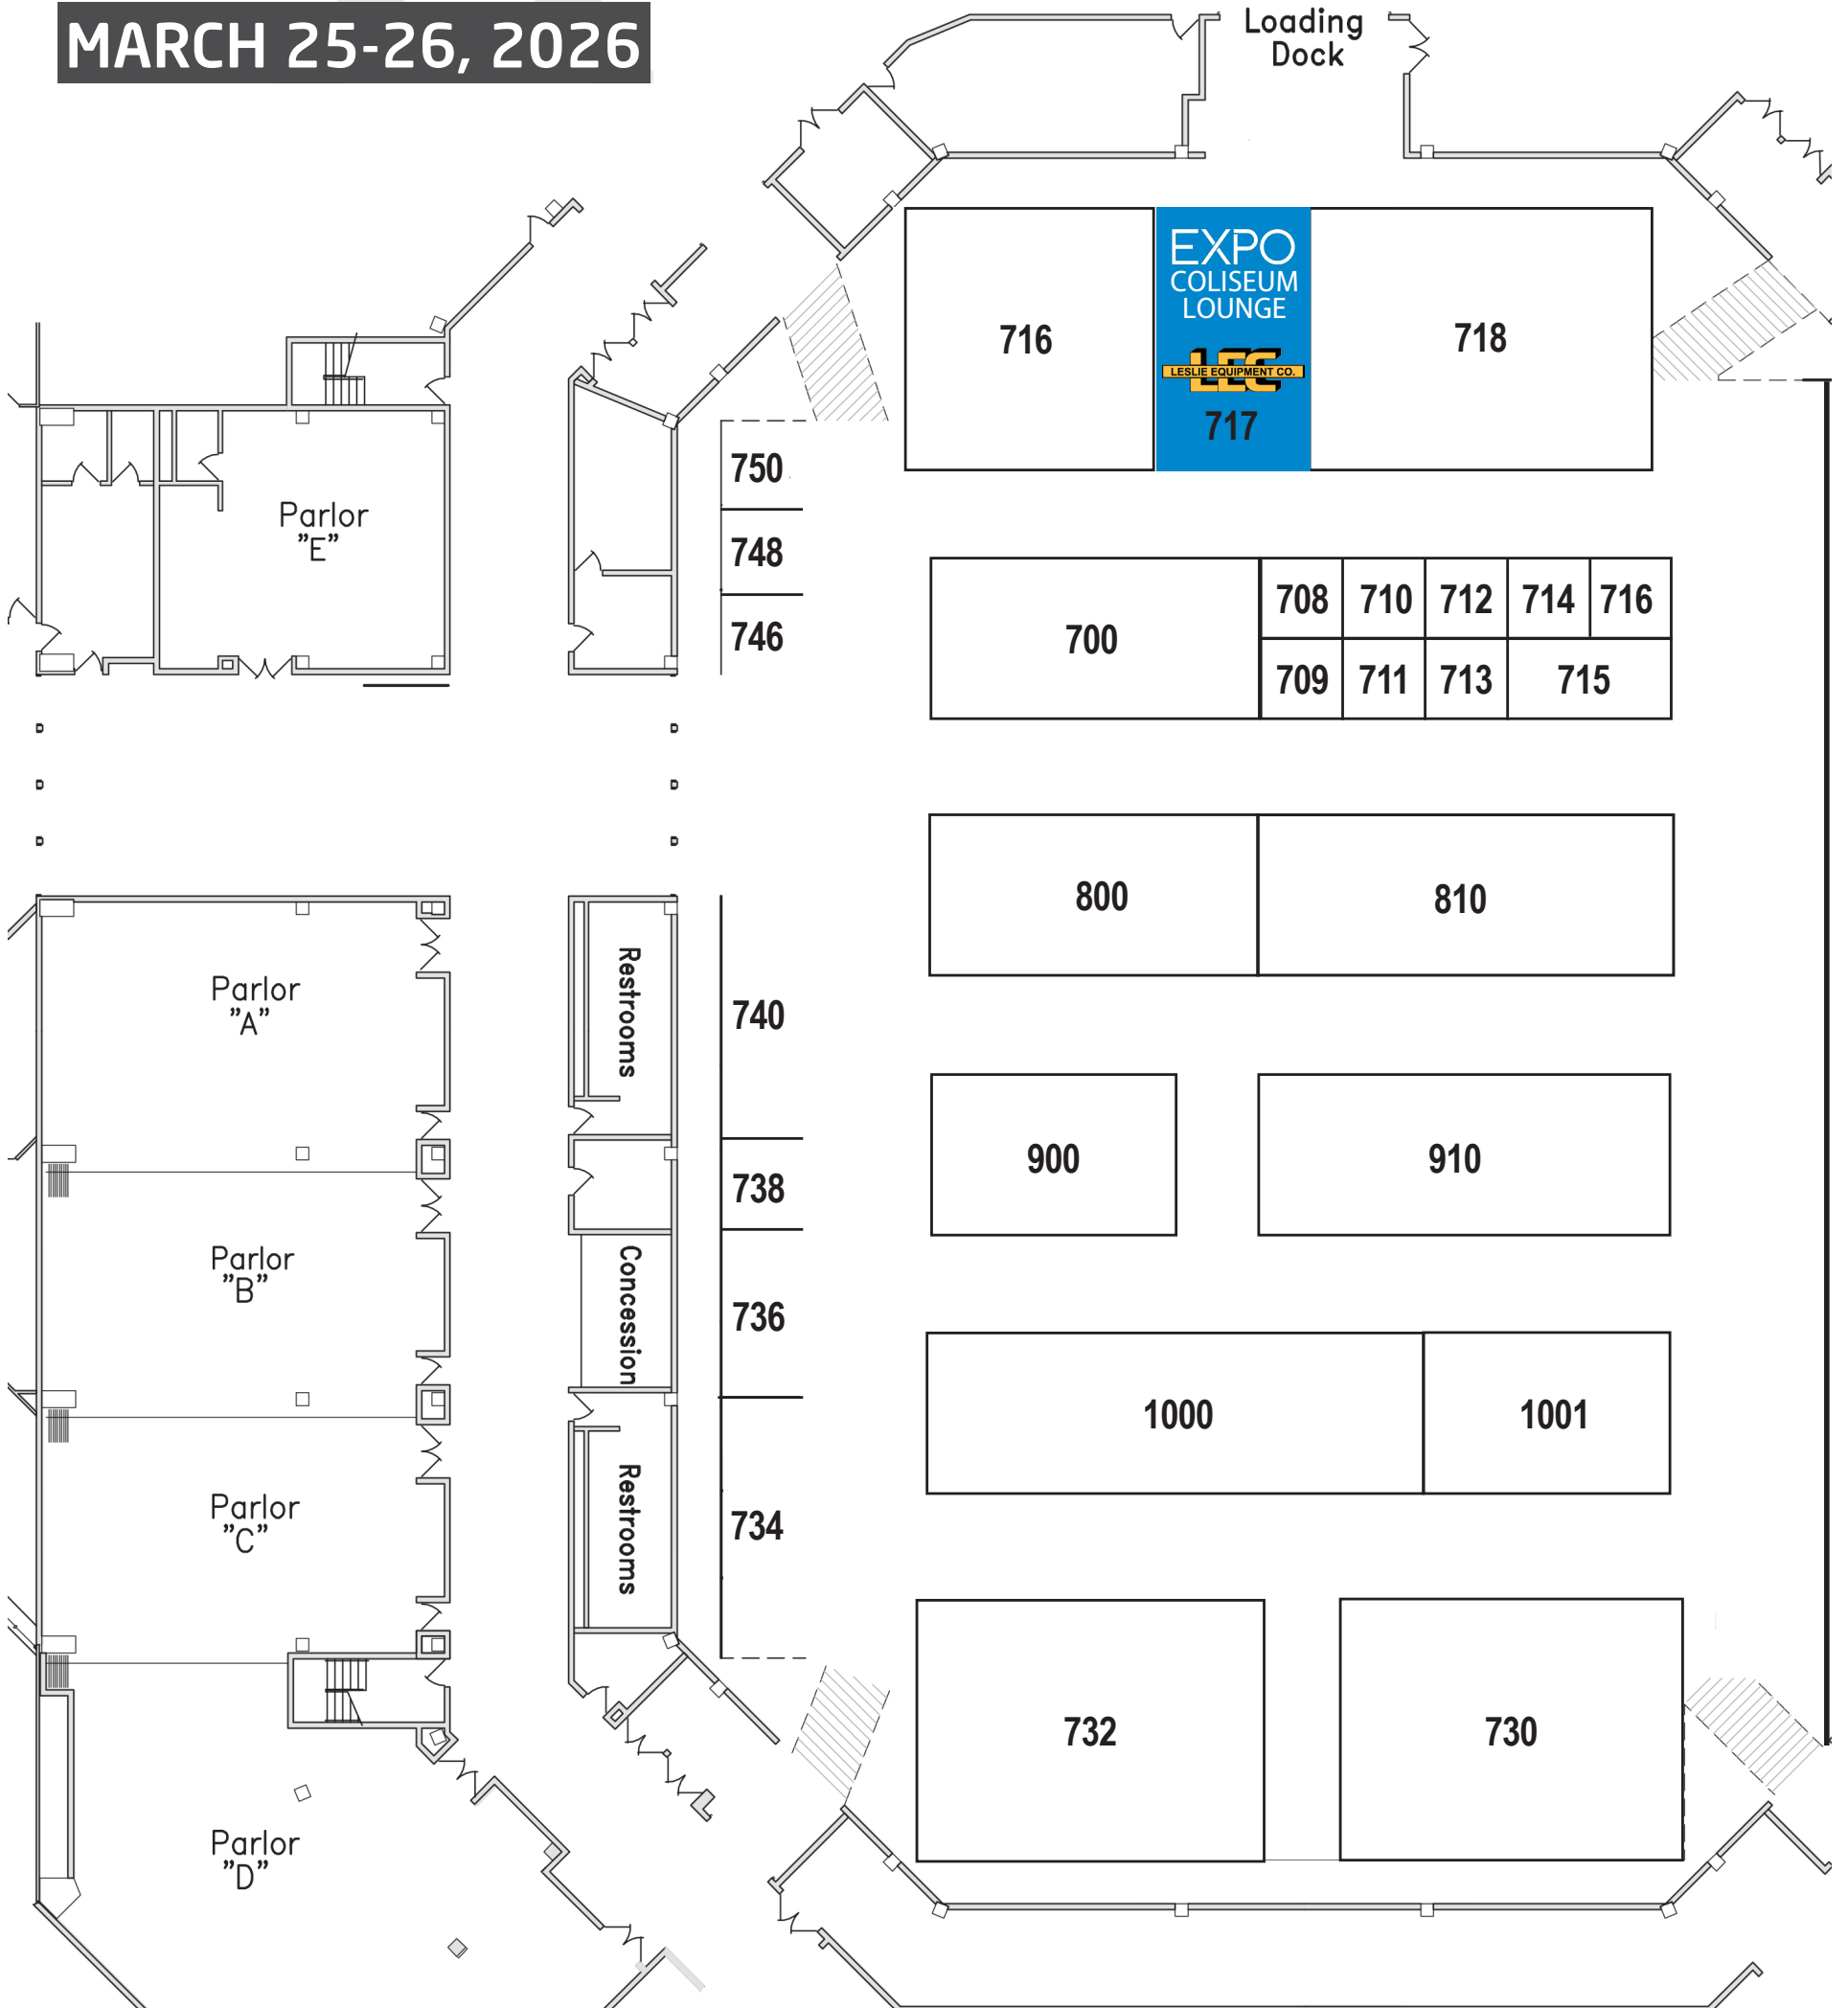 MARCH 25-26, 2026
Loading
Dock
EXPO
COLISEUM
LOUNGE
LEC
LESLIE EQUIPMENT CO.
717
716
718
750
748
746
Parlor
"E"
700
708
710
712
714
716
709
711
713
715
800
810
Parlor
"A"
Restrooms
740
900
910
738
Parlor
"B"
Concession
736
1000
1001
Parlor
"C"
Restrooms
734
732
730
Parlor
"D"